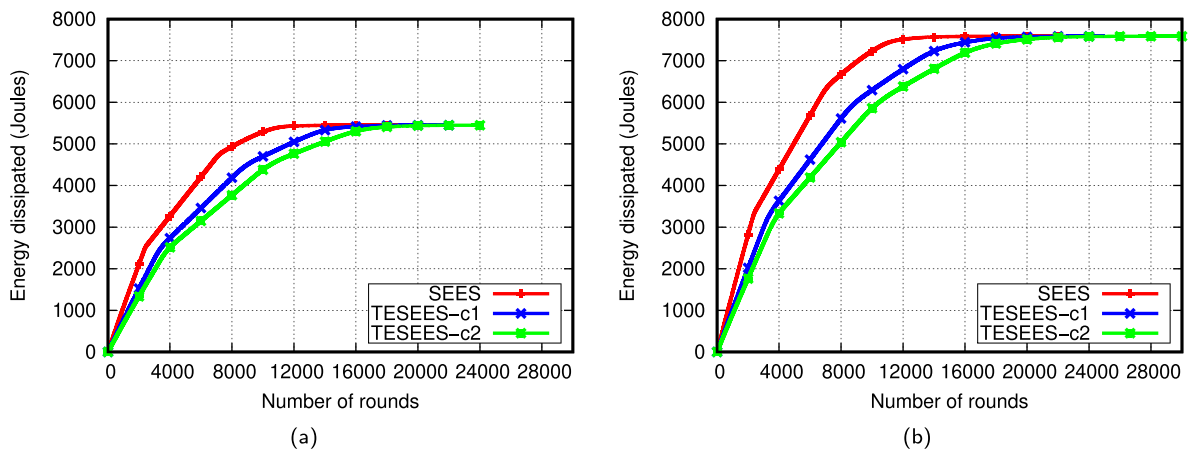 8000
7000
6000
5000
4000
3000
2000
1000
0
Energy dissipated (Joules)
SEES
TESEES-c1
TESEES-c2
0 4000 8000 12000 16000 20000 24000 28000
Number of rounds
(a)
8000
7000
6000
5000
4000
3000
2000
1000
0
Energy dissipated (Joules)
SEES
TESEES-c1
TESEES-c2
0 4000 8000 12000 16000 20000 24000 28000
Number of rounds
(b)